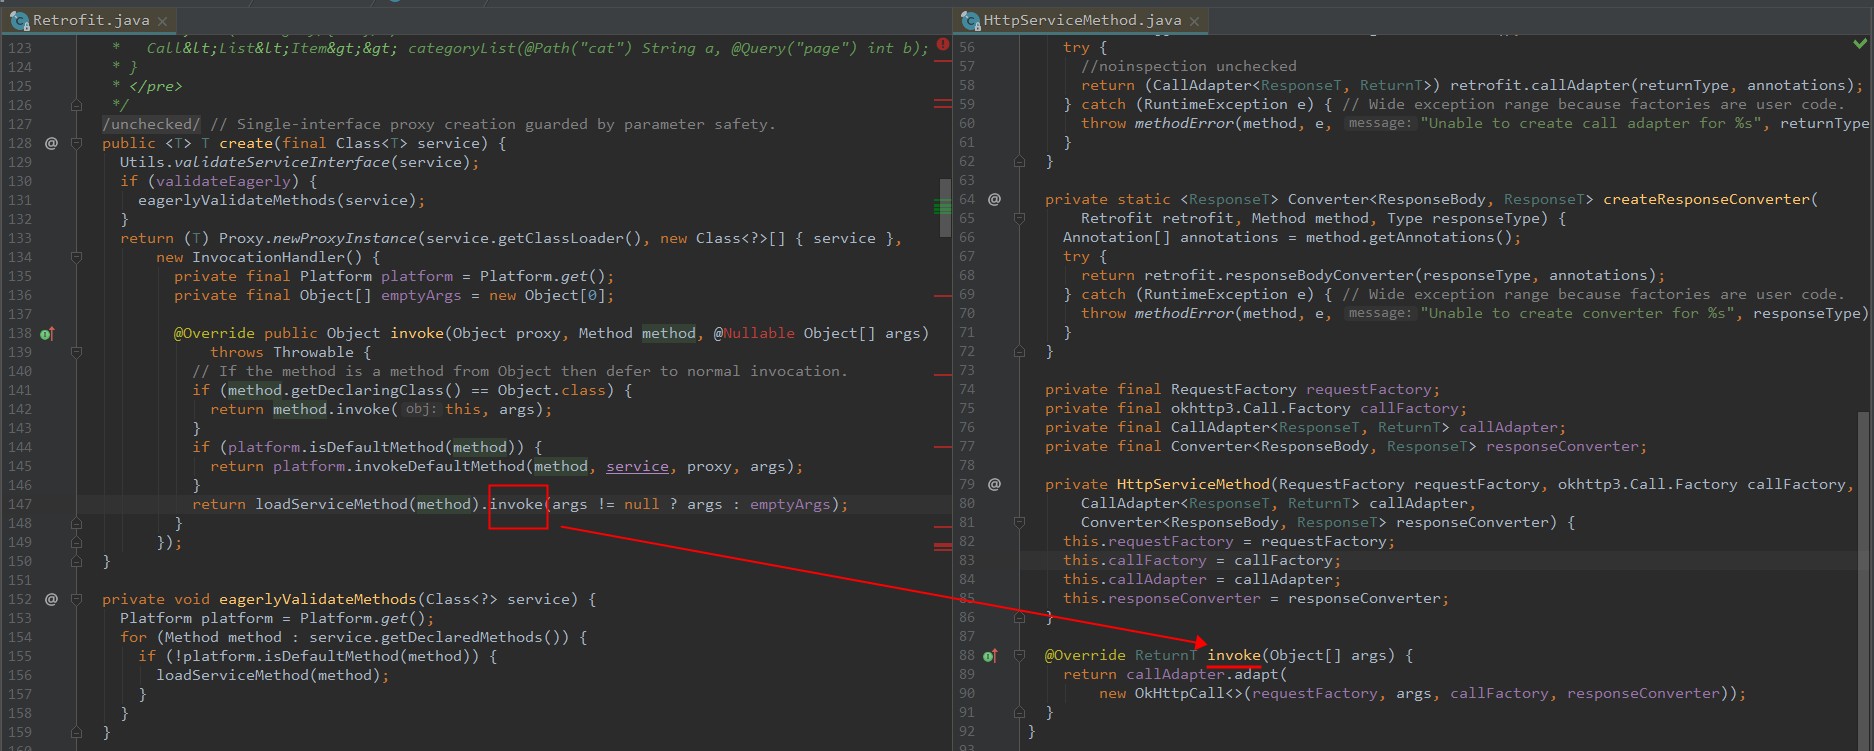 Retrofit.java
123 *   Call&lt;List&lt;Item&gt;&gt; categoryList(@Path("cat") String a, @Query("page") int b);
124 * }
125 * </pre>
126 */
127 /unchecked/ // Single-interface proxy creation guarded by parameter safety.
128 @ public <T> T create(final Class<T> service) {
129 Utils.validateServiceInterface(service);
130 if (validateEagerly) {
131 eagerlyValidateMethods(service);
132 }
133 return (T) Proxy.newProxyInstance(service.getClassLoader(), new Class<?>[] { service },
134 new InvocationHandler() {
135 private final Platform platform = Platform.get();
136 private final Object[] emptyArgs = new Object[0];
137
138 @Override public Object invoke(Object proxy, Method method, @Nullable Object[] args)
139 throws Throwable {
140 // If the method is a method from Object then defer to normal invocation.
141 if (method.getDeclaringClass() == Object.class) {
142 return method.invoke( obj: this, args);
143 }
144 if (platform.isDefaultMethod(method)) {
145 return platform.invokeDefaultMethod(method, service, proxy, args);
146 }
147 return loadServiceMethod(method).invoke(args != null ? args : emptyArgs);
148 }
149 });
150 }
151
152 @ private void eagerlyValidateMethods(Class<?> service) {
153 Platform platform = Platform.get();
154 for (Method method : service.getDeclaredMethods()) {
155 if (!platform.isDefaultMethod(method)) {
156 loadServiceMethod(method);
157 }
158 }
159 }
HttpServiceMethod.java
56 try {
57 //noinspection unchecked
58 return (CallAdapter<ResponseT, ReturnT>) retrofit.callAdapter(returnType, annotations);
59 } catch (RuntimeException e) { // Wide exception range because factories are user code.
60 throw methodError(method, e, message: "Unable to create call adapter for %s", returnType
61 }
62 }
63
64 @ private static <ResponseT> Converter<ResponseBody, ResponseT> createResponseConverter(
65 Retrofit retrofit, Method method, Type responseType) {
66 Annotation[] annotations = method.getAnnotations();
67 try {
68 return retrofit.responseBodyConverter(responseType, annotations);
69 } catch (RuntimeException e) { // Wide exception range because factories are user code.
70 throw methodError(method, e, message: "Unable to create converter for %s", responseType)
71 }
72 }
73
74 private final RequestFactory requestFactory;
75 private final okhttp3.Call.Factory callFactory;
76 private final CallAdapter<ResponseT, ReturnT> callAdapter;
77 private final Converter<ResponseBody, ResponseT> responseConverter;
78
79 @ private HttpServiceMethod(RequestFactory requestFactory, okhttp3.Call.Factory callFactory,
80 CallAdapter<ResponseT, ReturnT> callAdapter,
81 Converter<ResponseBody, ResponseT> responseConverter) {
82 this.requestFactory = requestFactory;
83 this.callFactory = callFactory;
84 this.callAdapter = callAdapter;
85 this.responseConverter = responseConverter;
86 }
87
88 @Override ReturnT invoke(Object[] args) {
89 return callAdapter.adapt(
90 new OkHttpCall<>(requestFactory, args, callFactory, responseConverter));
91 }
92 }